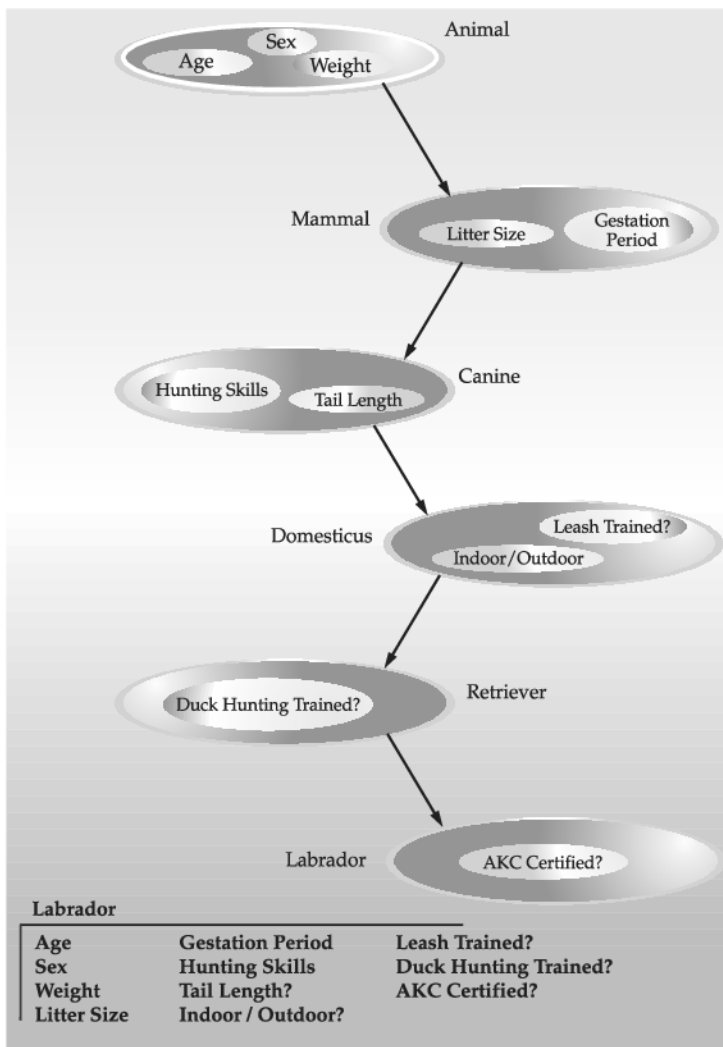 Animal
Sex
Age
Weight
Mammal
Litter Size
Gestation
Period
Canine
Hunting Skills
Tail Length
Domesticus
Leash Trained?
Indoor/Outdoor
Retriever
Duck Hunting Trained?
Labrador
AKC Certified?
Labrador
Age Gestation Period Leash Trained?
Sex Hunting Skills Duck Hunting Trained?
Weight Tail Length? AKC Certified?
Litter Size Indoor / Outdoor?